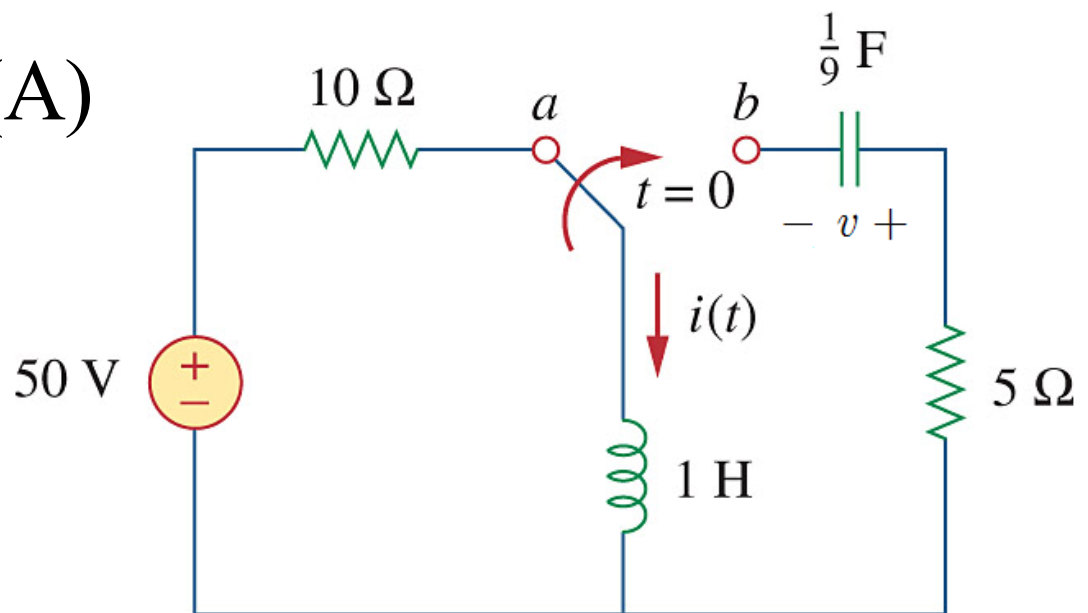 (A)
1/9 F
10 Ω
a
b
t = 0
− v +
i(t)
50 V
+
−
5 Ω
1 H